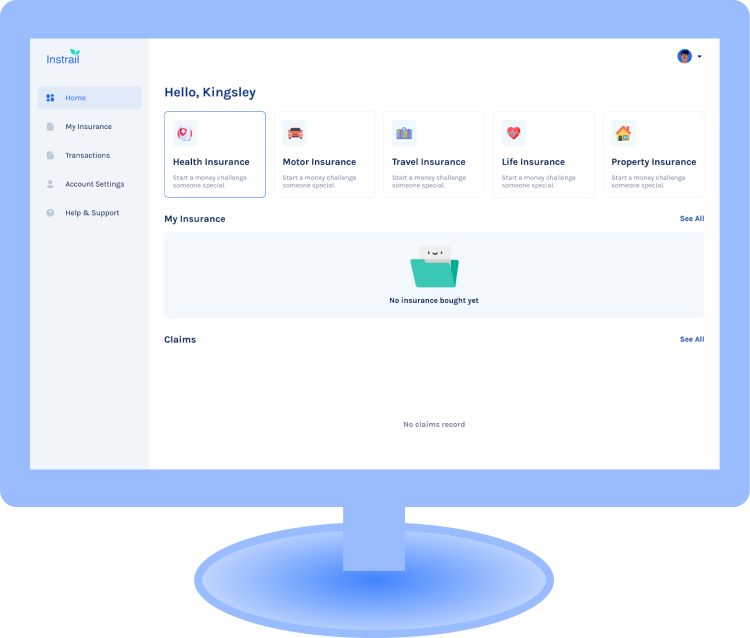 Instrail
Home
My Insurance
Transactions
Account Settings
Help & Support
Hello, Kingsley
Health Insurance
Start a money challenge
someone special.
Motor Insurance
Start a money challenge
someone special.
Travel Insurance
Start a money challenge
someone special.
Life Insurance
Start a money challenge
someone special.
Property Insurance
Start a money challenge
someone special.
My Insurance
See All
No insurance bought yet
Claims
See All
No claims record